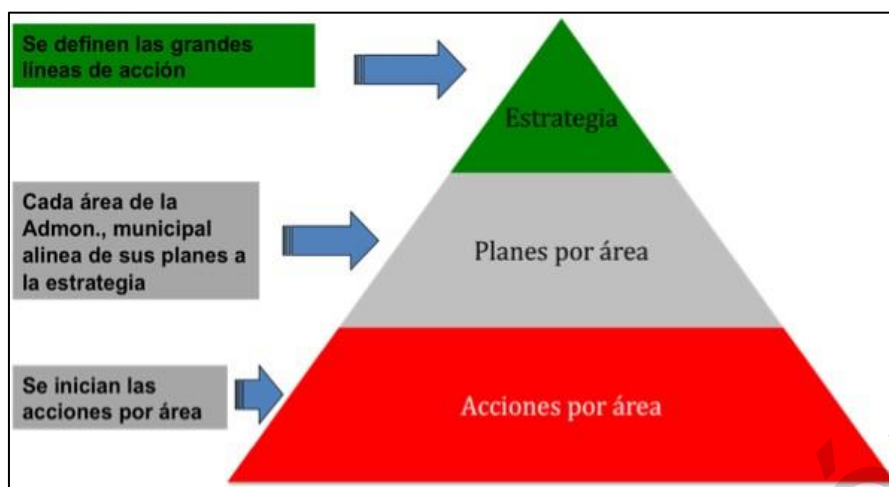 Se definen las grandes
líneas de acción
Estrategia
Cada área de la
Admon., municipal
alinea de sus planes a
la estrategia
Planes por área
Se inician las
acciones por área
Acciones por área